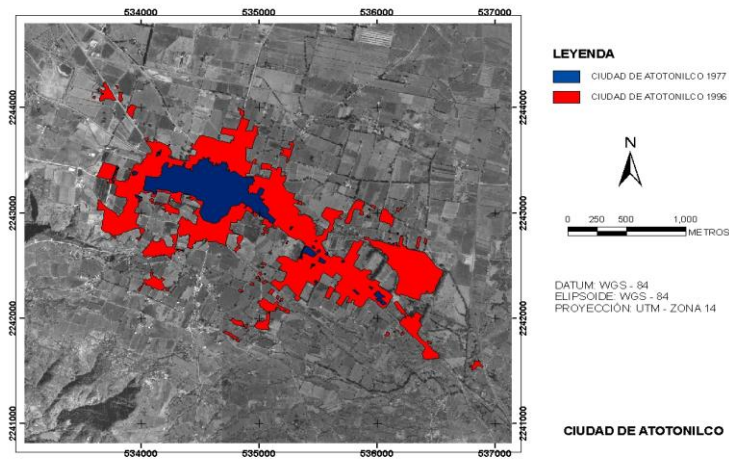 534000 535000 536000 537000
2244000 2244000
2243000 2243000
2242000 2242000
2241000 2241000
534000 535000 536000 537000
LEYENDA
CIUDAD DE ATOTONILCO 1977
CIUDAD DE ATOTONILCO 1996
N
0 250 500 1,000
METROS
DATUM: WGS - 84
ELIPSOIDE: WGS - 84
PROYECCIÓN: UTM - ZONA 14
CIUDAD DE ATOTONILCO